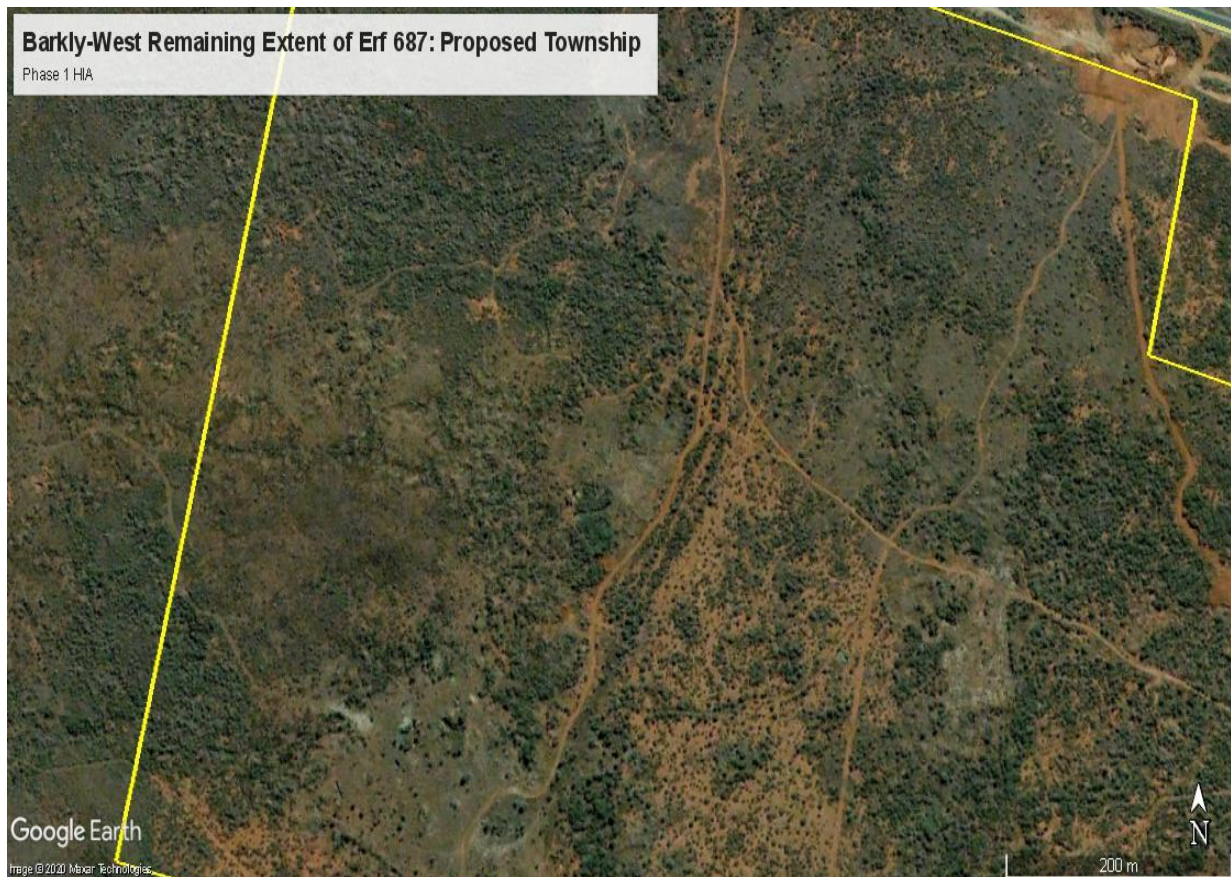 Barkly-West Remaining Extent of Erf 687: Proposed Township
Phase 1 HIA
Google Earth
Image © 2020 Maxar Technologies
N
200 m